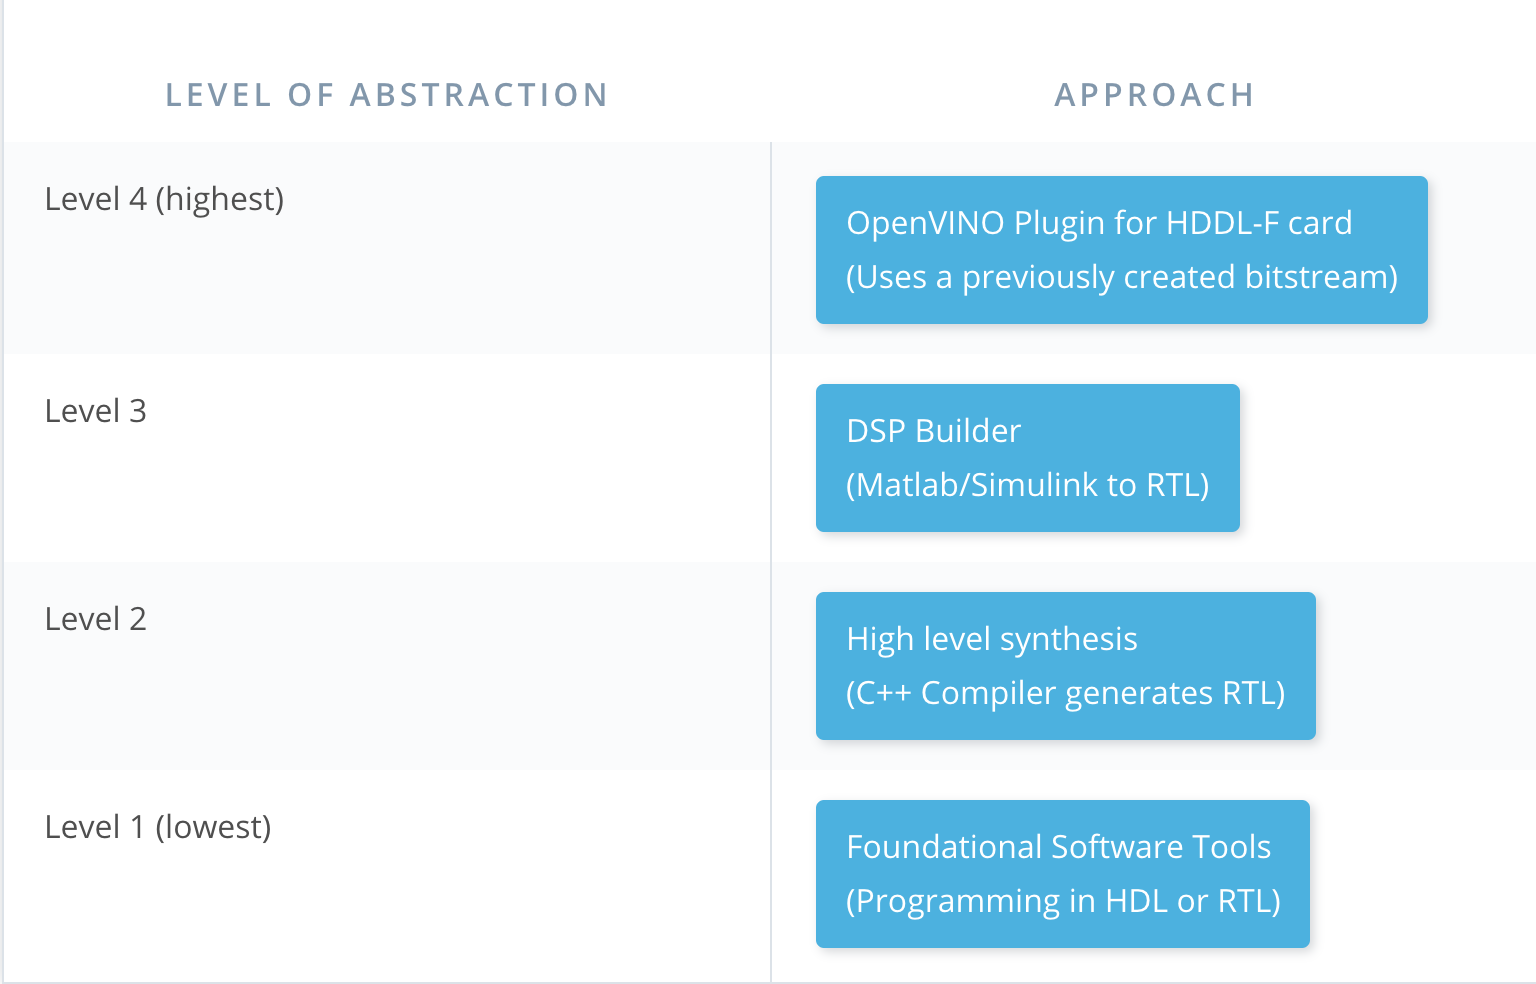 LEVEL OF ABSTRACTION
APPROACH
Level 4 (highest)
OpenVINO Plugin for HDDL-F card
(Uses a previously created bitstream)
Level 3
DSP Builder
(Matlab/Simulink to RTL)
Level 2
High level synthesis
(C++ Compiler generates RTL)
Level 1 (lowest)
Foundational Software Tools
(Programming in HDL or RTL)